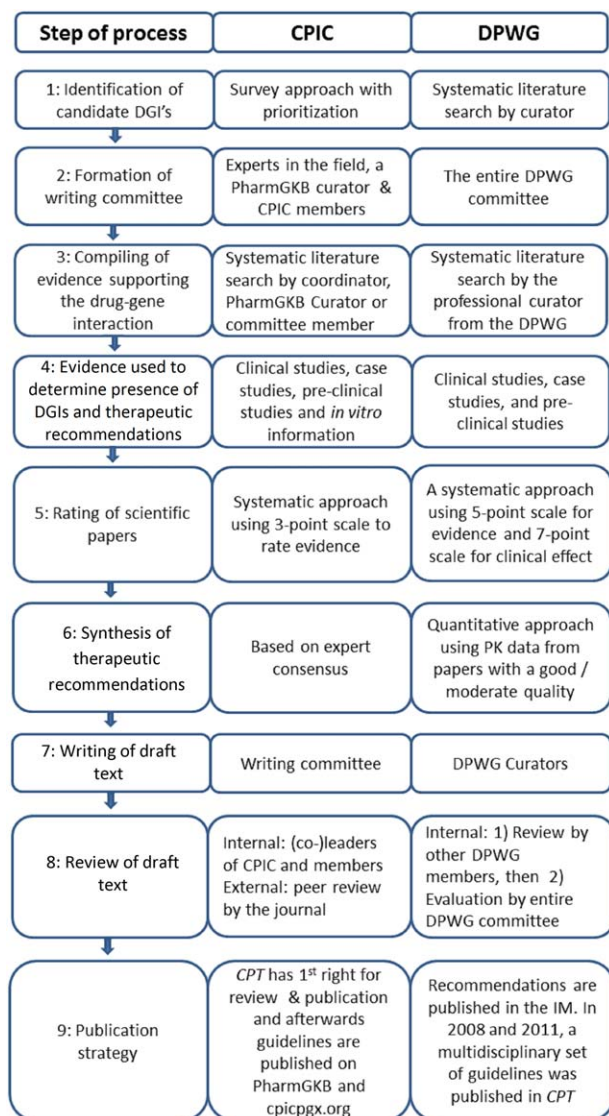 Step of process
CPIC
DPWG
1: Identification of
candidate DGI's
Survey approach with
prioritization
Systematic literature
search by curator
2: Formation of
writing committee
Experts in the field, a
PharmGKB curator &
CPIC members
The entire DPWG
committee
3: Compiling of
evidence supporting
the drug-gene
interaction
Systematic literature
search by coordinator,
PharmGKB Curator or
committee member
Systematic literature
search by the
professional curator
from the DPWG
4: Evidence used to
determine presence of
DGIs and therapeutic
recommendations
Clinical studies, case
studies, pre-clinical
studies and in vitro
information
Clinical studies, case
studies, and pre-
clinical studies
5: Rating of scientific
papers
Systematic approach
using 3-point scale to
rate evidence
A systematic approach
using 5-point scale for
evidence and 7-point
scale for clinical effect
6: Synthesis of
therapeutic
recommendations
Based on expert
consensus
Quantitative approach
using PK data from
papers with a good /
moderate quality
7: Writing of draft
text
Writing committee
DPWG Curators
8: Review of draft
text
Internal: (co-)leaders
of CPIC and members
External: peer review
by the journal
Internal: 1) Review by
other DPWG
members, then 2)
Evaluation by entire
DPWG committee
9: Publication
strategy
CPT has 1st right for
review & publication
and afterwards
guidelines are
published on
PharmGKB and
cpicpgx.org
Recommendations are
published in the IM. In
2008 and 2011, a
multidisciplinary set
of guidelines was
published in CPT